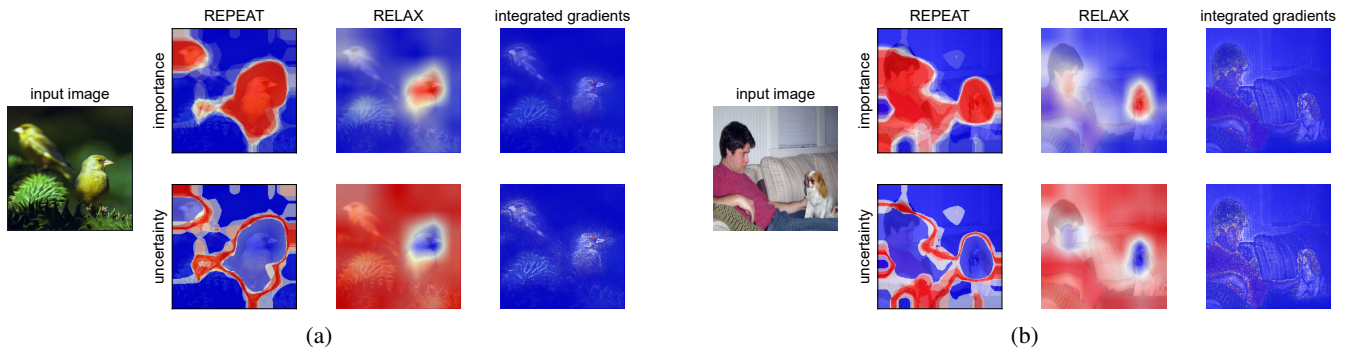 REPEAT RELAX integrated gradients
importance
input image
uncertainty
(a)
REPEAT RELAX integrated gradients
importance
input image
uncertainty
(b)